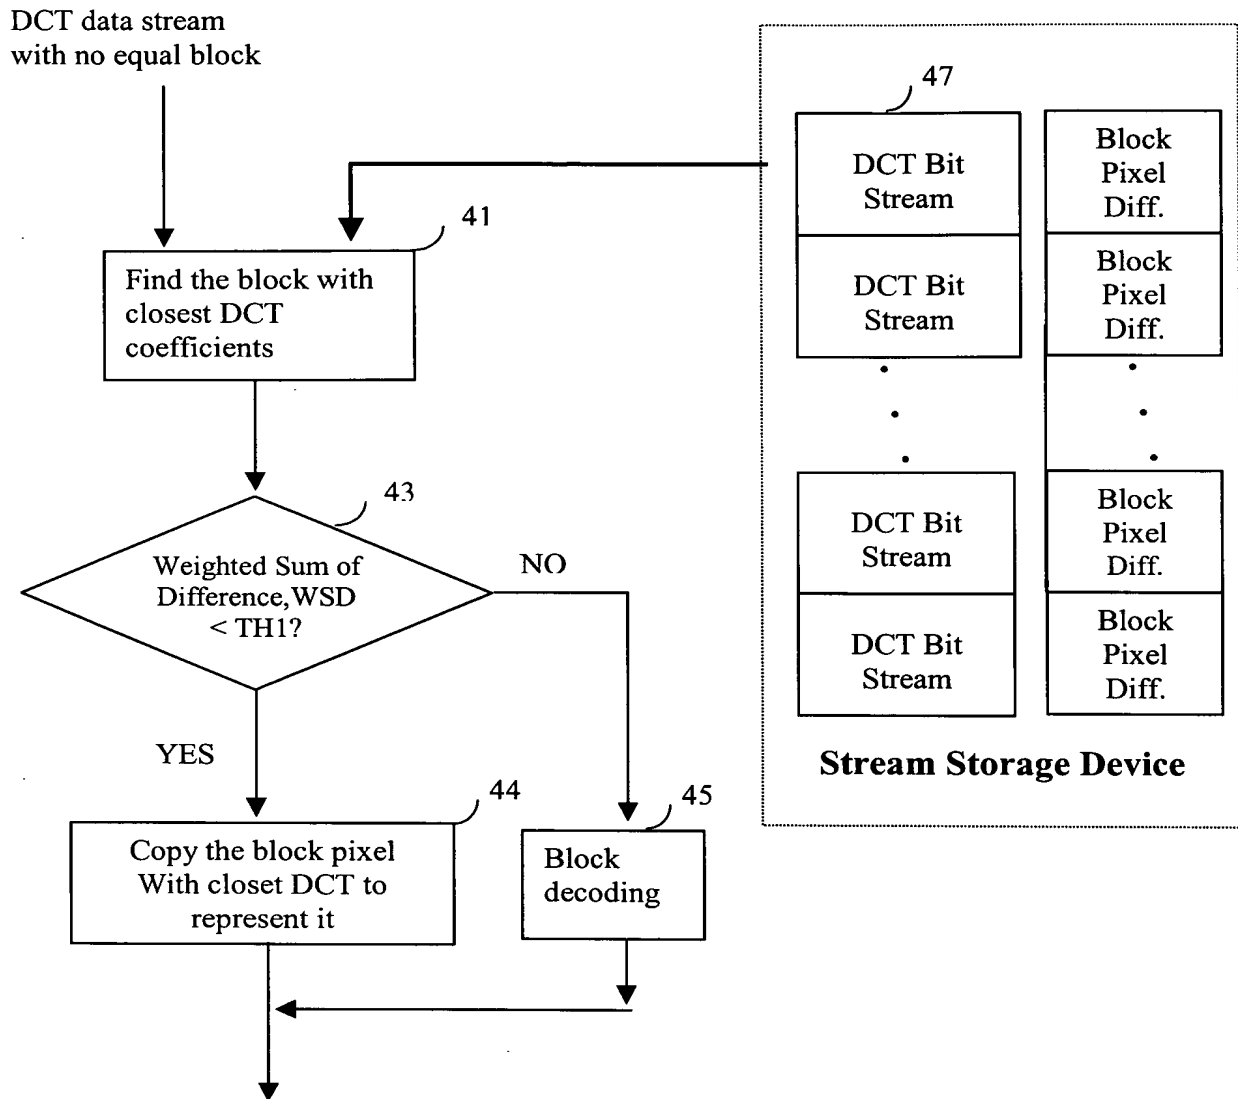 DCT data stream
with no equal block
41
Find the block with
closest DCT
coefficients
43
Weighted Sum of
Difference,WSD
< TH1?
NO
YES
44
Copy the block pixel
With closet DCT to
represent it
45
Block
decoding
47
DCT Bit
Stream
Block
Pixel
Diff.
DCT Bit
Stream
Block
Pixel
Diff.
DCT Bit
Stream
Block
Pixel
Diff.
DCT Bit
Stream
Block
Pixel
Diff.
Stream Storage Device